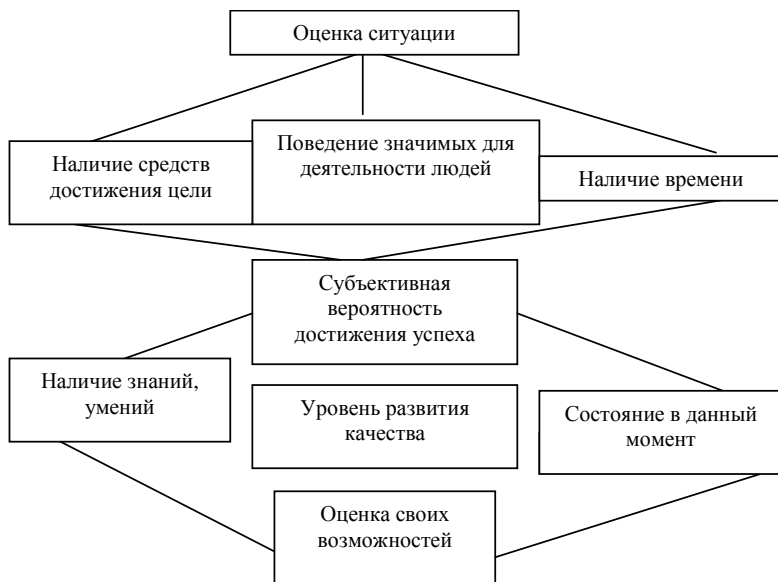 Оценка ситуации
Наличие средств
достижения цели
Поведение значимых для
деятельности людей
Наличие времени
Субъективная
вероятность
достижения успеха
Наличие знаний,
умений
Уровень развития
качества
Состояние в данный
момент
Оценка своих
возможностей